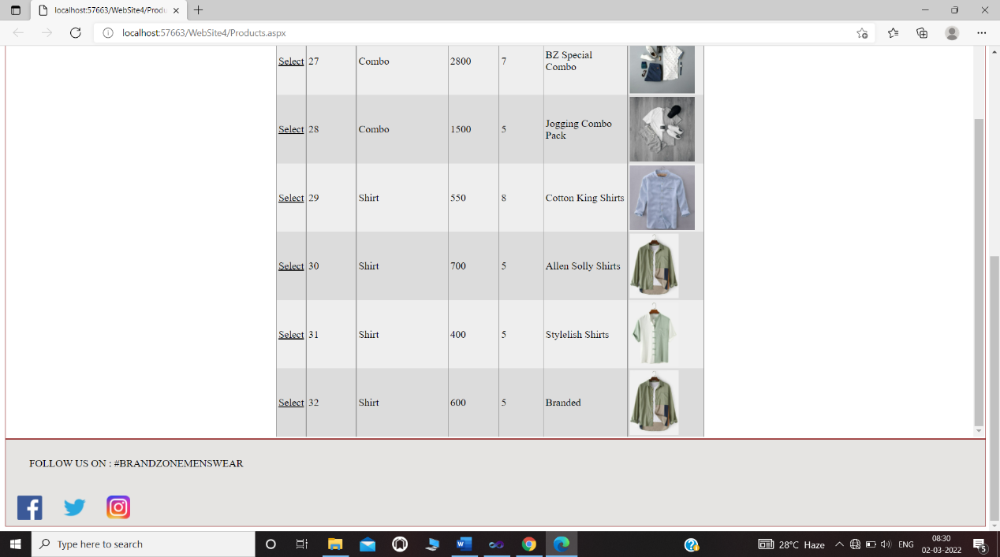 localhost:57663/WebSite4/Produ
localhost:57663/WebSite4/Products.aspx
Select 27 Combo 2800 7 BZ Special
Combo
Select 28 Combo 1500 5 Jogging Combo
Pack
Select 29 Shirt 550 8 Cotton King Shirts
Select 30 Shirt 700 5 Allen Solly Shirts
Select 31 Shirt 400 5 Stylelish Shirts
Select 32 Shirt 600 5 Branded
FOLLOW US ON : #BRANDZONEMENSWEAR
Type here to search
28°C Haze
ENG
08:30
02-03-2022
5